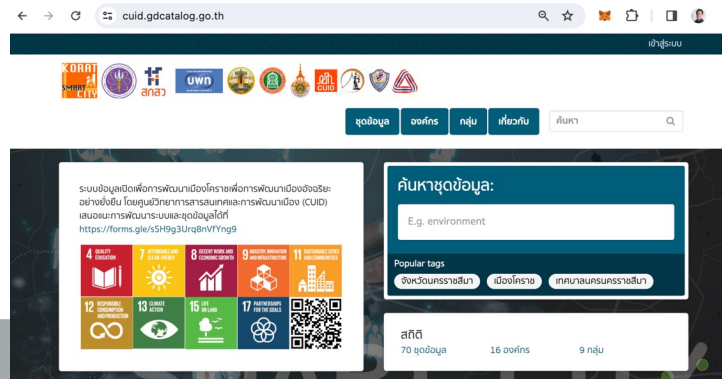 cuid.gdcatalog.go.th
เข้าสู่ระบบ
KORAT
SMART
CITY
สกสว
บพท
CUID
ชุดข้อมูล
องค์กร
กลุ่ม
เกี่ยวกับ
ค้นหา
ระบบข้อมูลเปิดเพื่อการพัฒนาเมืองโคราชเพื่อการพัฒนาเมืองอัจฉริยะ
อย่างยั่งยืน โดยศูนย์วิทยาการสารสนเทศและการพัฒนาเมือง (CUID)
เสนอแนะการพัฒนาระบบและชุดข้อมูลได้ที่
https://forms.gle/sSH9g3Urq8nVfYng9
4 QUALITY EDUCATION
7 AFFORDABLE AND CLEAN ENERGY
8 DECENT WORK AND ECONOMIC GROWTH
9 INDUSTRY, INNOVATION AND INFRASTRUCTURE
11 SUSTAINABLE CITIES AND COMMUNITIES
12 RESPONSIBLE CONSUMPTION AND PRODUCTION
13 CLIMATE ACTION
15 LIFE ON LAND
17 PARTNERSHIPS FOR THE GOALS
ค้นหาชุดข้อมูล:
E.g. environment
Popular tags
จังหวัดนครราชสีมา
เมืองโคราช
เทศบาลนครนครราชสีมา
สถิติ
70 ชุดข้อมูล
16 องค์กร
9 กลุ่ม